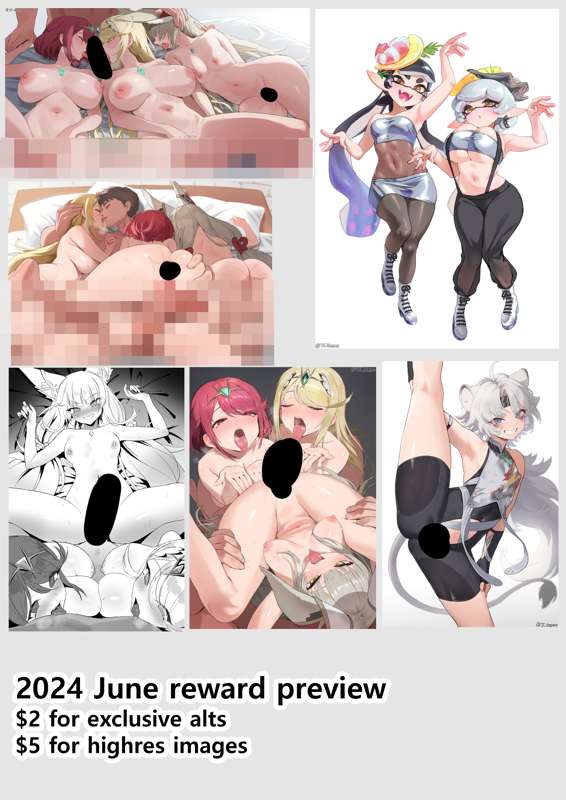 2024 June reward preview
$2 for exclusive alts
$5 for highres images